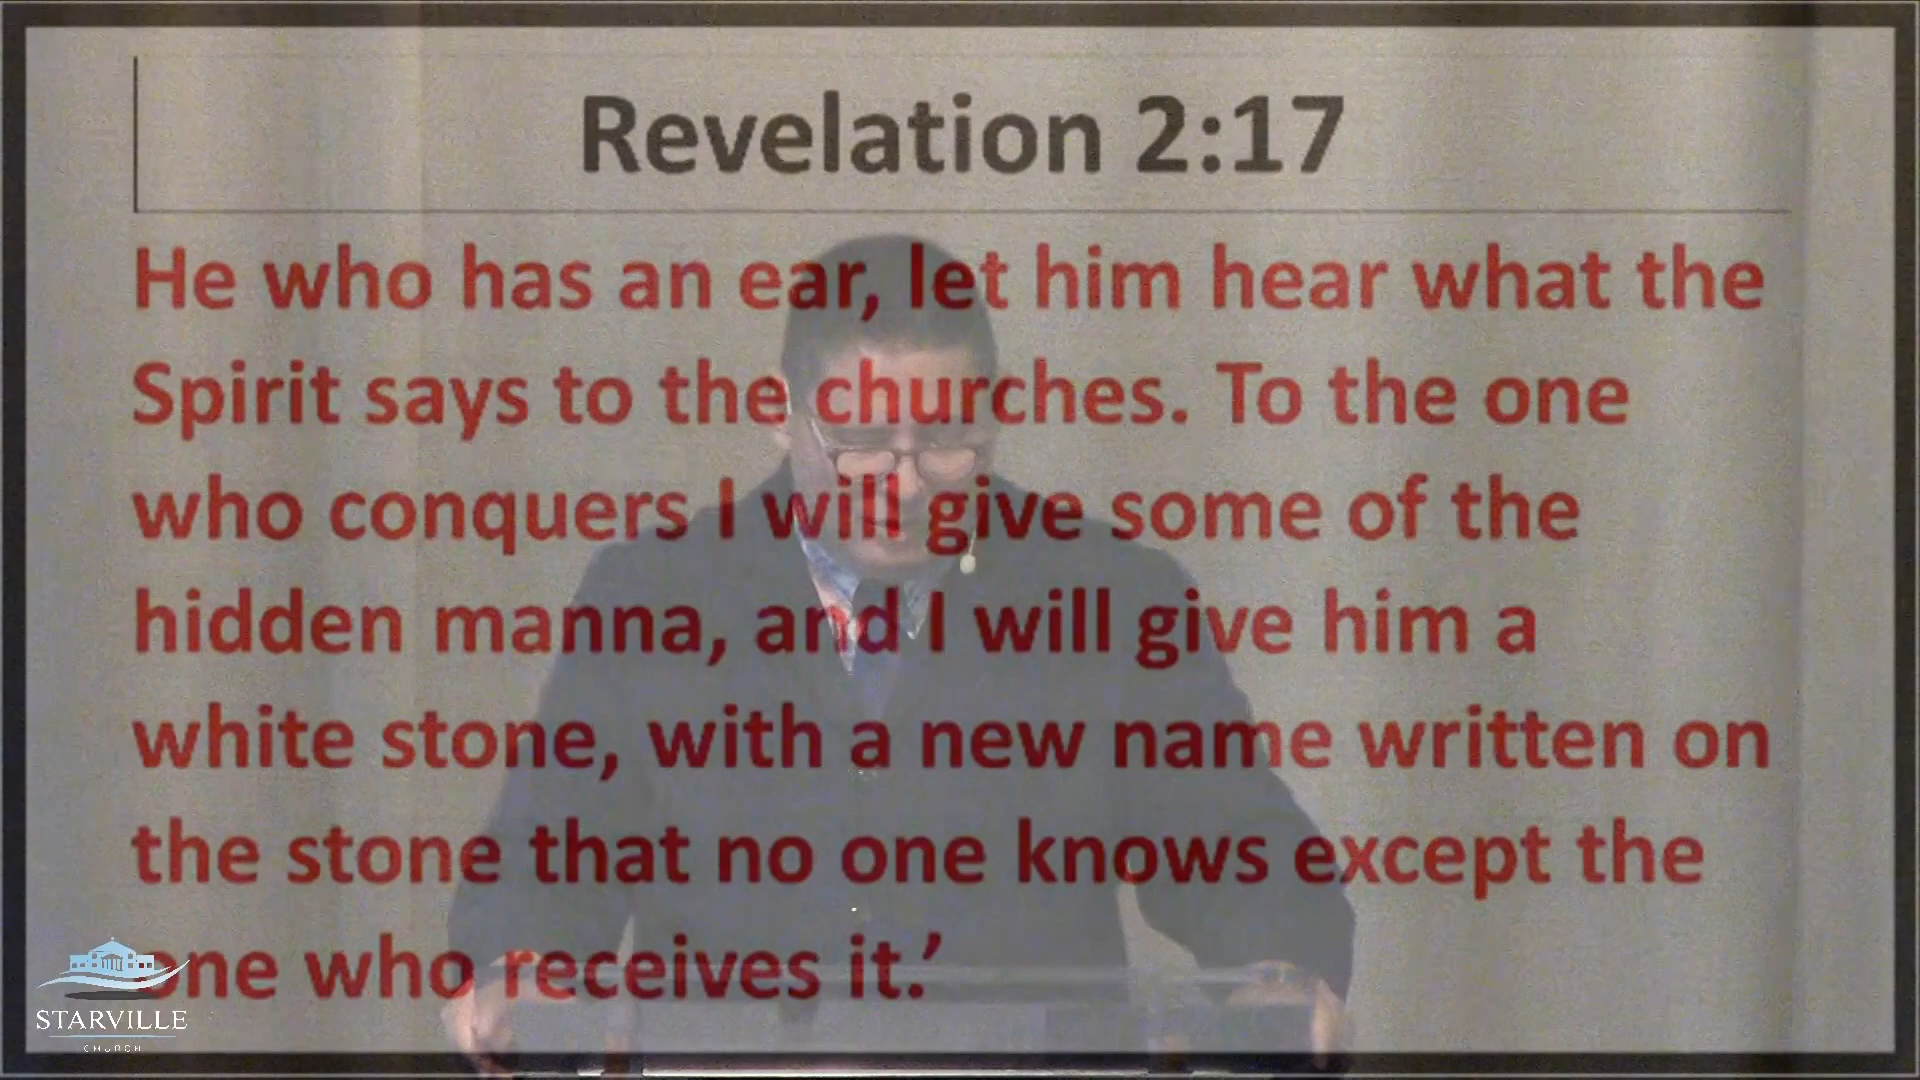 Revelation 2:17
He who has an ear, let him hear what the
Spirit says to the churches. To the one
who conquers I will give some of the
hidden manna, and I will give him a
white stone, with a new name written on
the stone that no one knows except the
one who receives it.’
STARVILLE
CHURCH